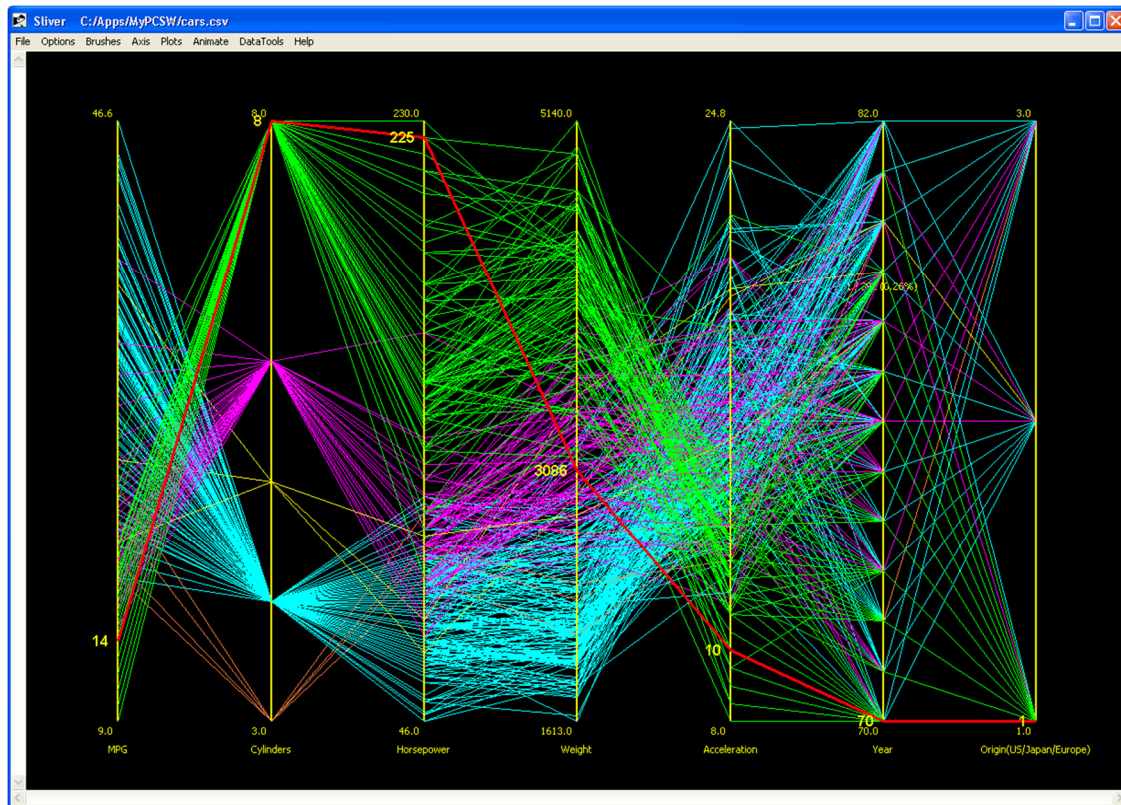 Sliver C:/Apps/MyPCSW/cars.csv
File Options Brushes Axis Plots Animate DataTools Help
46.6 8.0 230.0 5140.0 24.8 82.0 3.0
8
225
(0.26%)
3086
14
10
70 1
9.0 3.0 46.0 1613.0 8.0 70.0 1.0
MPG Cylinders Horsepower Weight Acceleration Year Origin(US/Japan/Europe)